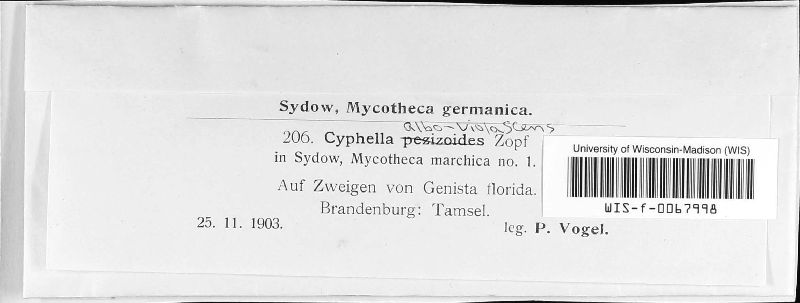 Sydow, Mycotheca germanica.
albo-violascens
206. Cyphella pezizoides Zopf
in Sydow, Mycotheca marchica no. 1.
Auf Zweigen von Genista florida.
Brandenburg: Tamsel.
25. 11. 1903.
leg. P. Vogel.
University of Wisconsin-Madison (WIS)
WIS-f-0067998